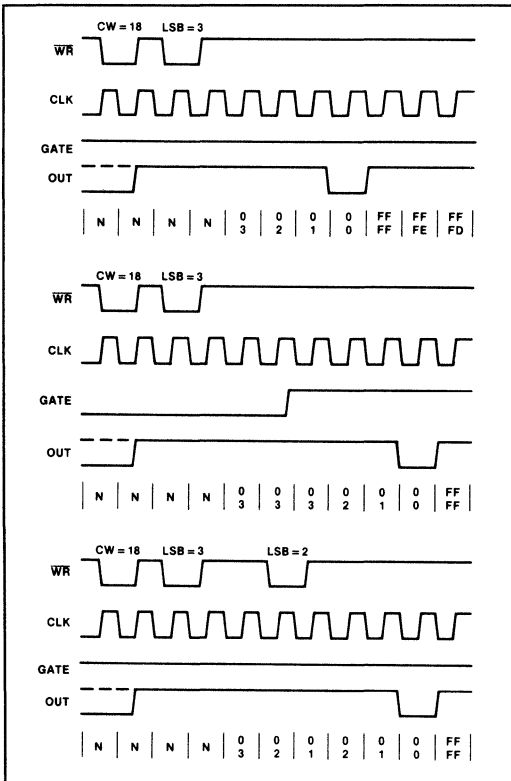 CW = 18 LSB = 3
WR
CLK
GATE
OUT
N N N N 0 0 0 0 FF FF FF
3 2 1 0 FF FE FD
CW = 18 LSB = 3
WR
CLK
GATE
OUT
N N N N 0 0 0 0 0 0 FF
3 3 3 2 1 0 FF
CW = 18 LSB = 3 LSB = 2
WR
CLK
GATE
OUT
N N N N 0 0 0 0 0 0 FF
3 2 1 2 1 0 FF